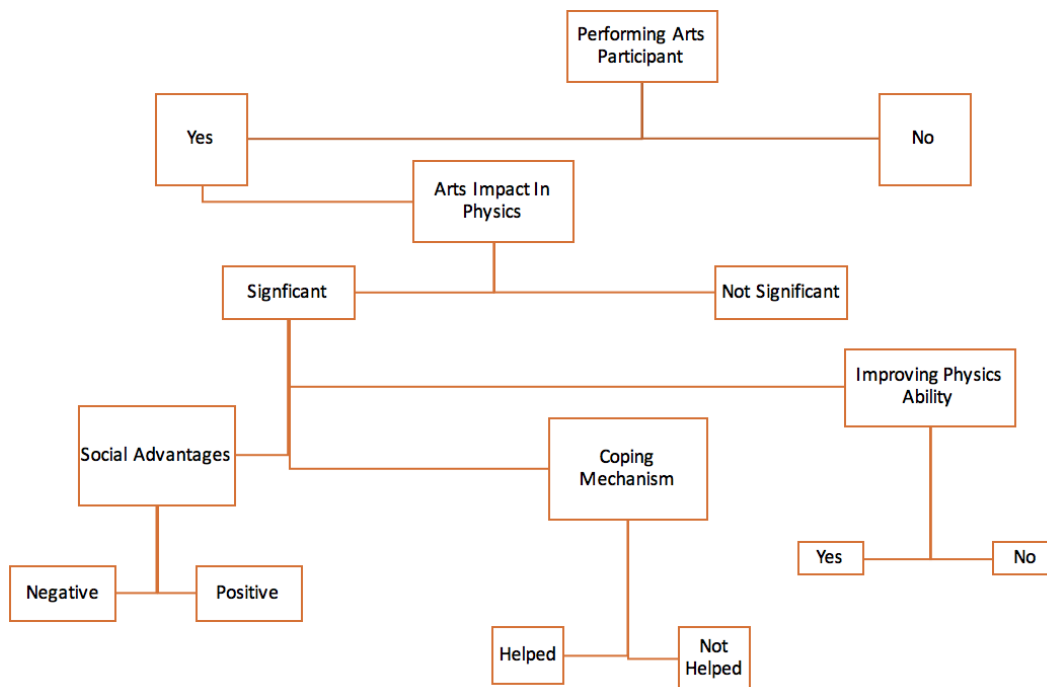 Performing Arts
Participant
Yes
No
Arts Impact In
Physics
Signficant
Not Significant
Improving Physics
Ability
Social Advantages
Coping
Mechanism
Yes
No
Negative
Positive
Helped
Not
Helped